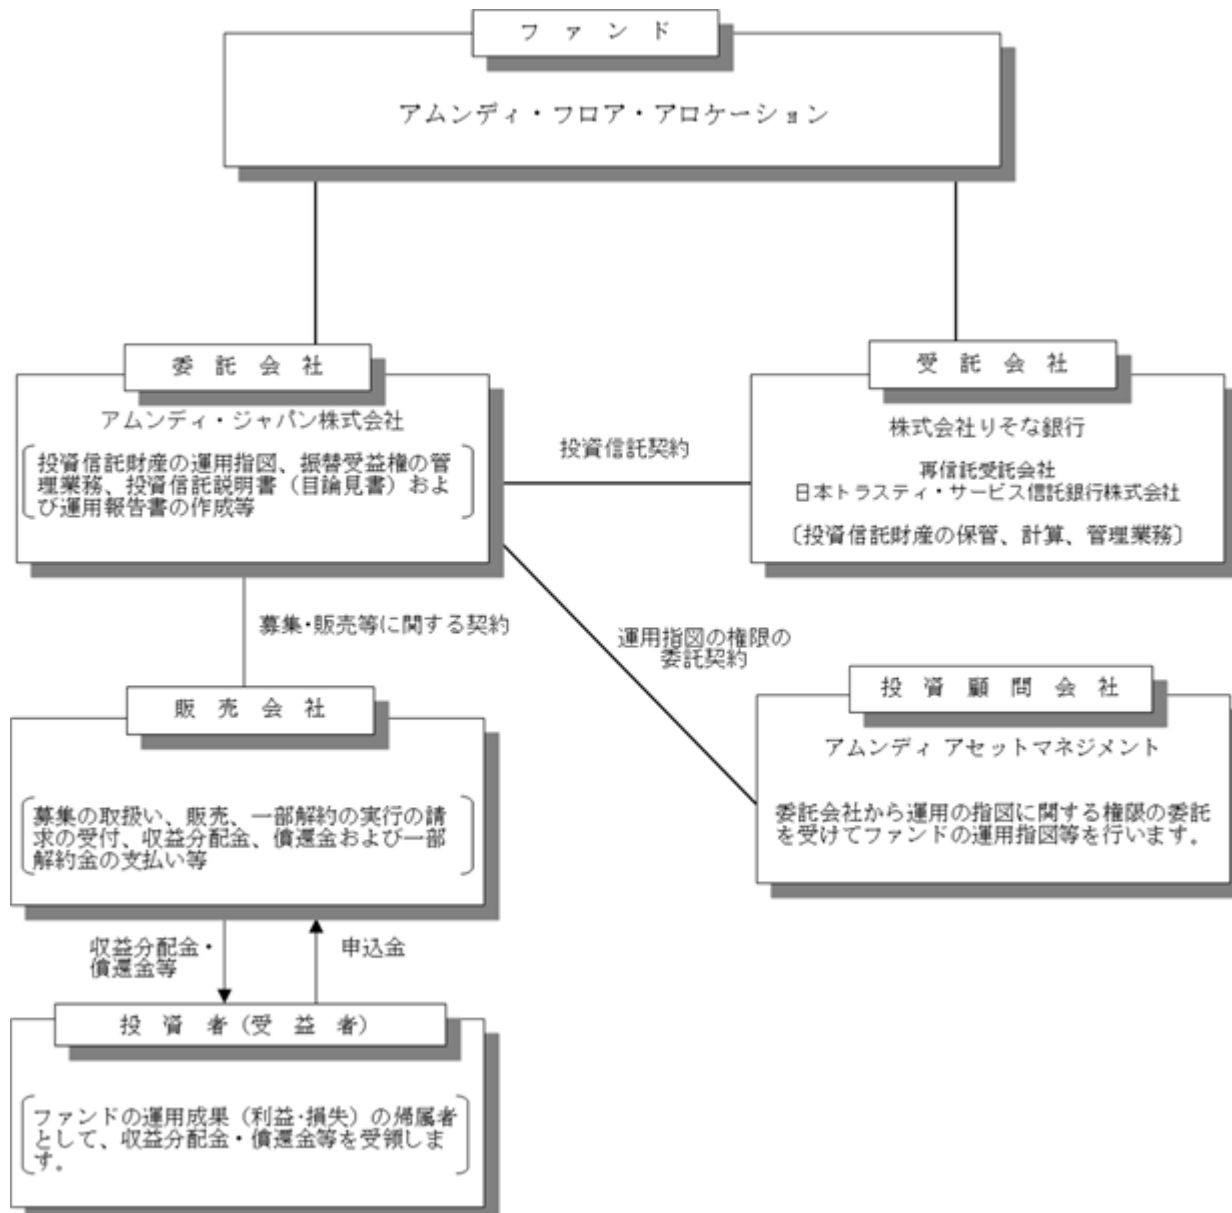 ファンド
アムンディ・フロア・アロケーション
委託会社
アムンディ・ジャパン株式会社
投資信託財産の運用指図、振替受益権の管
理業務、投資信託説明書（目論見書）およ
び運用報告書の作成等
投資信託契約
受託会社
株式会社りそな銀行
再信託受託会社
日本トラスティ・サービス信託銀行株式会社
〔投資信託財産の保管、計算、管理業務〕
募集・販売等に関する契約
運用指図の権限の
委託契約
販売会社
募集の取扱い、販売、一部解約の実行の請
求の受付、収益分配金、償還金および一部
解約金の支払い等
投資顧問会社
アムンディ アセットマネジメント
委託会社から運用の指図に関する権限の委託
を受けてファンドの運用指図等を行います。
収益分配金・
償還金等
申込金
投資者（受益者）
ファンドの運用成果（利益・損失）の帰属者
として、収益分配金・償還金等を受領しま
す。